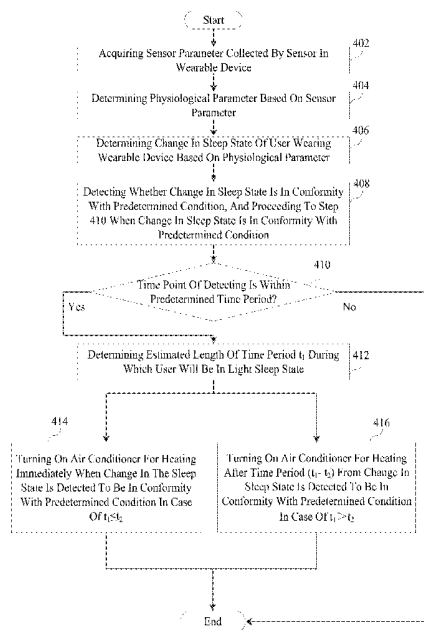 Start
402
Acquiring Sensor Parameter Collected By Sensor In
Wearable Device
404
Determining Physiological Parameter Based On Sensor
Parameter
406
Determining Change In Sleep State Of User Wearing
Wearable Device Based On Physiological Parameter
408
Detecting Whether Change In Sleep State Is In Conformity
With Predetermined Condition, And Proceeding To Step
410 When Change In Sleep State Is In Conformity With
Predetermined Condition
410
Time Point Of Detecting Is Within
Predetermined Time Period?
Yes
No
412
Determining Estimated Length Of Time Period t₁ During
Which User Will Be In Light Sleep State
414
Turning On Air Conditioner For Heating
Immediately When Change In The Sleep
State Is Detected To Be In Conformity
With Predetermined Condition In Case
Of t₁≤t₂
416
Turning On Air Conditioner For Heating
After Time Period (t₁- t₂) From Change In
Sleep State Is Detected To Be In
Conformity With Predetermined Condition
In Case Of t₁>t₂
End